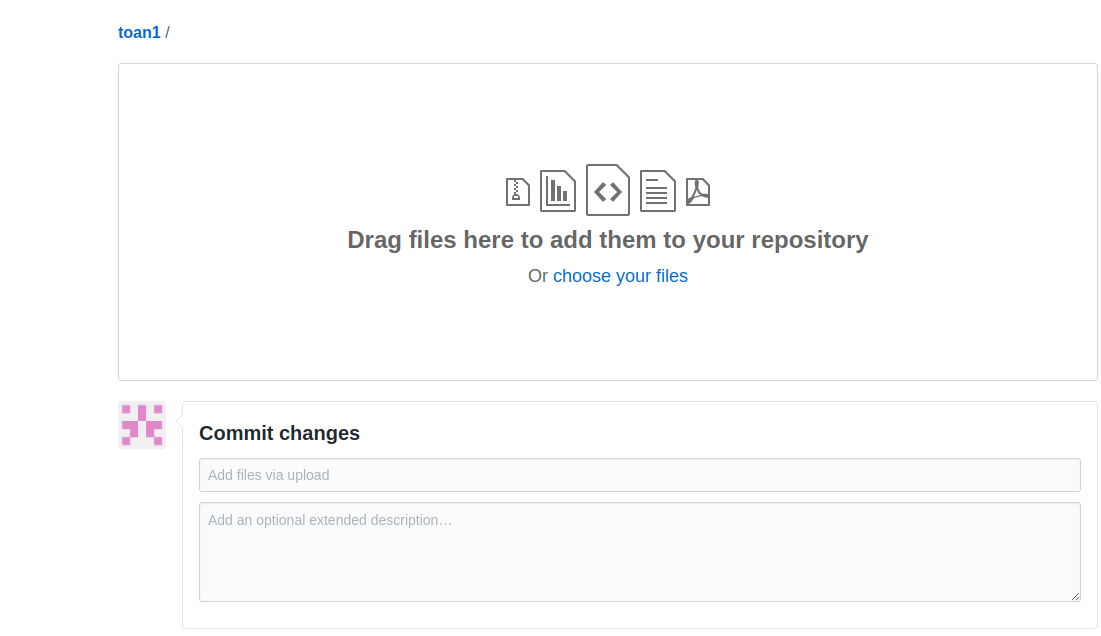 toan1 /
Drag files here to add them to your repository
Or choose your files
Commit changes
Add files via upload
Add an optional extended description…